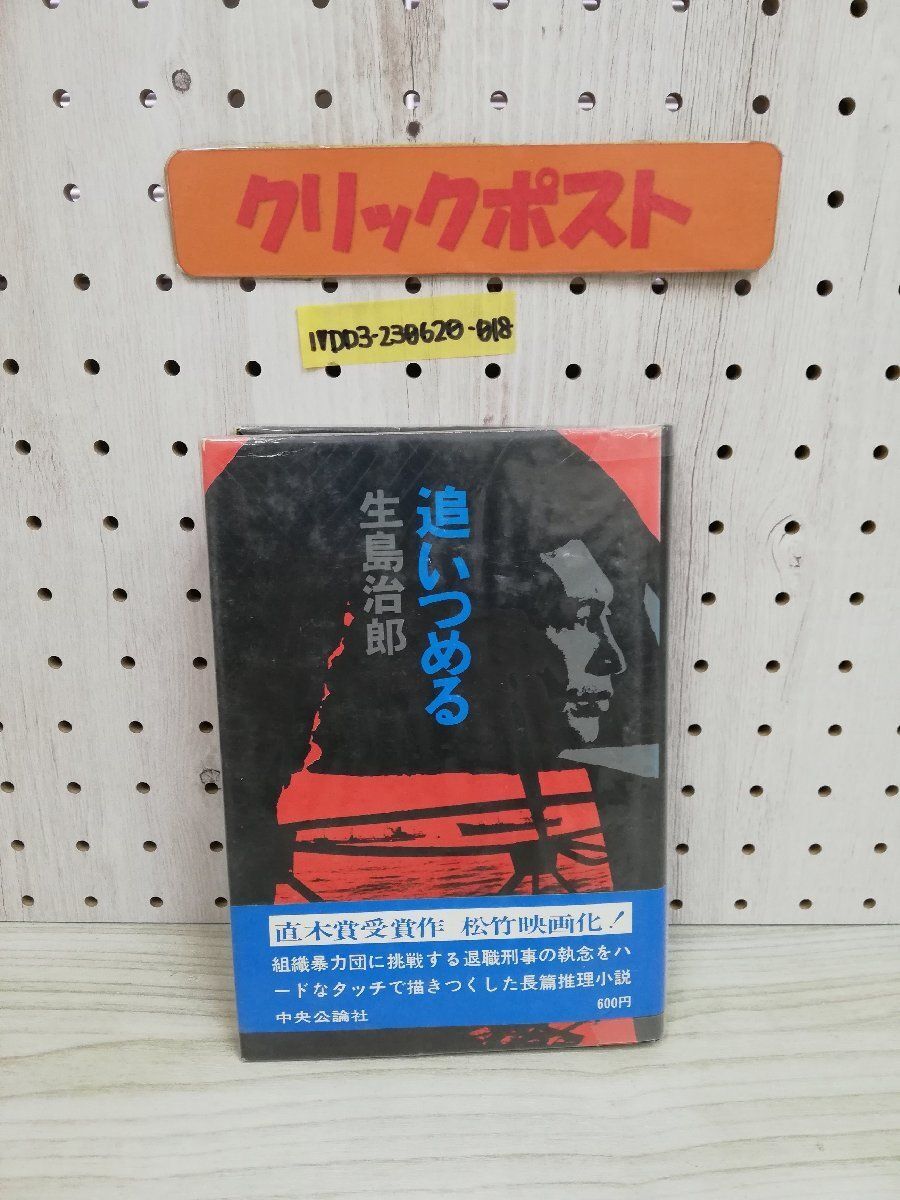 クリックポスト
1▼DD3-230620-018
追いつめる
生島治郎
直木賞受賞作 松竹映画化!
組織暴力団に挑戦する退職刑事の執念をハ
ードなタッチで描きつくした長篇推理小説
600円
中央公論社